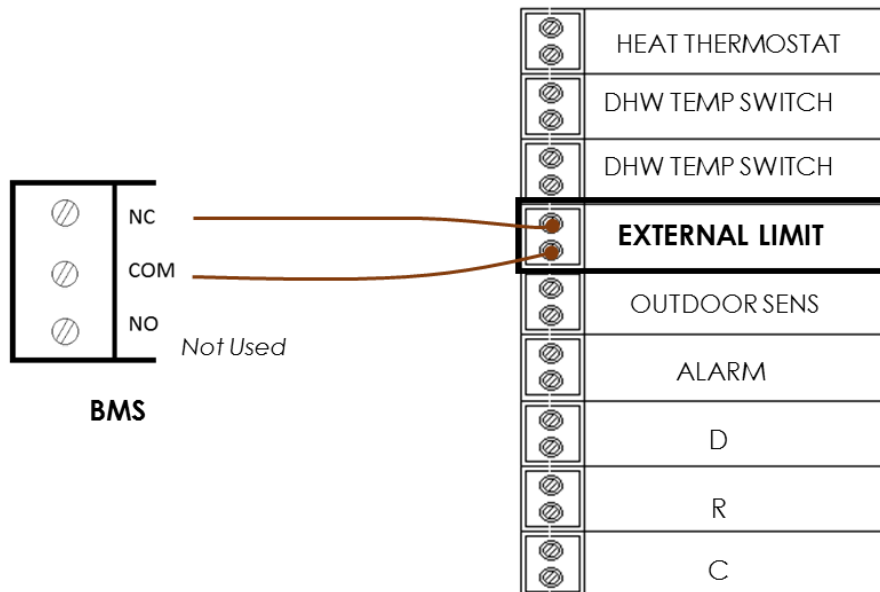 NC
COM
NO
Not Used
BMS
HEAT THERMOSTAT
DHW TEMP SWITCH
DHW TEMP SWITCH
EXTERNAL LIMIT
OUTDOOR SENS
ALARM
D
R
C